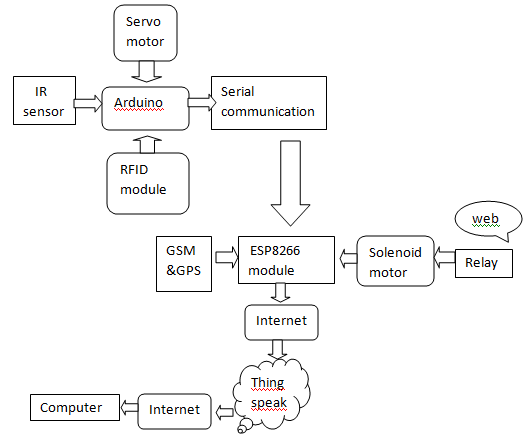 Servo
motor
IR
sensor
Arduino
Serial
communication
RFID
module
web
GSM
&GPS
ESP8266
module
Solenoid
motor
Relay
Internet
Thing
speak
Computer
Internet